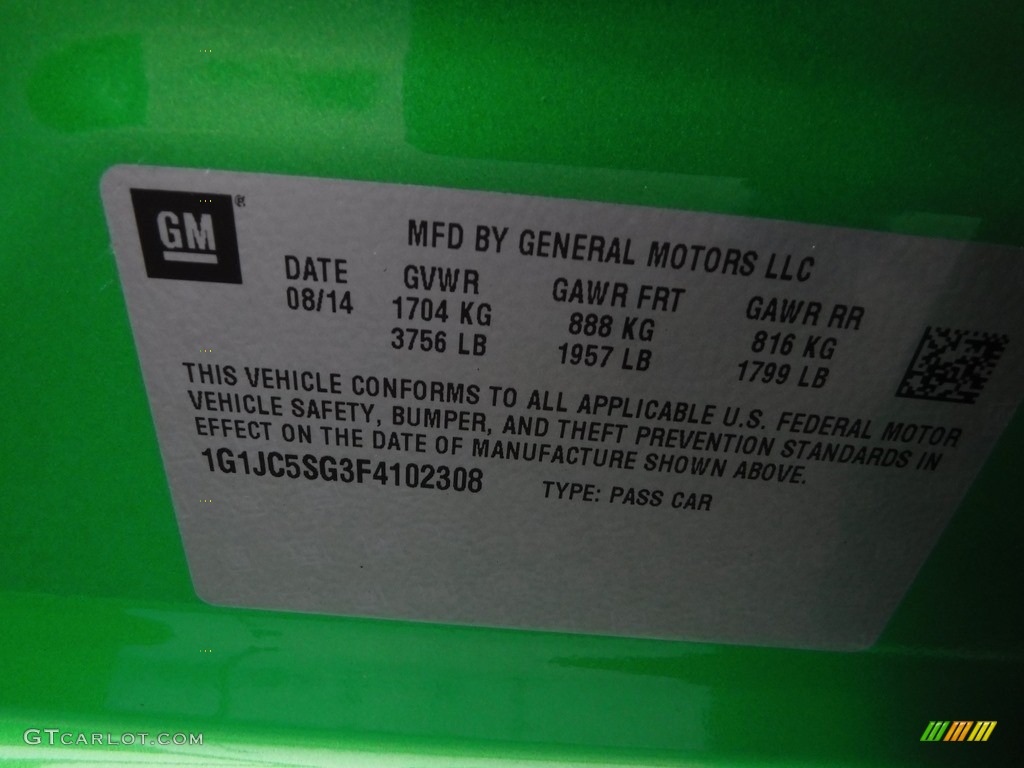 GM®
MFD BY GENERAL MOTORS LLC
DATE GVWR GAWR FRT GAWR RR
08/14 1704 KG 888 KG 816 KG
3756 LB 1957 LB 1799 LB
THIS VEHICLE CONFORMS TO ALL APPLICABLE U.S. FEDERAL MOTOR
VEHICLE SAFETY, BUMPER, AND THEFT PREVENTION STANDARDS IN
EFFECT ON THE DATE OF MANUFACTURE SHOWN ABOVE.
1G1JC5SG3F4102308 TYPE: PASS CAR
GTCARLOT.COM